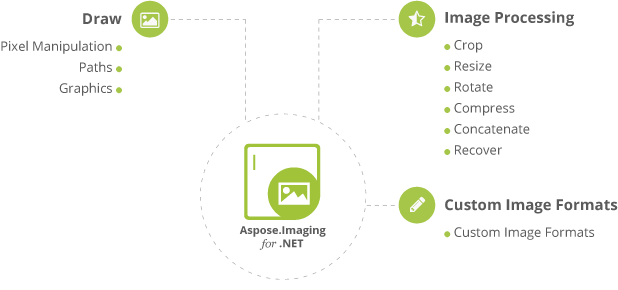 Draw
Pixel Manipulation
Paths
Graphics
Image Processing
Crop
Resize
Rotate
Compress
Concatenate
Recover
Aspose.Imaging
for .NET
Custom Image Formats
Custom Image Formats